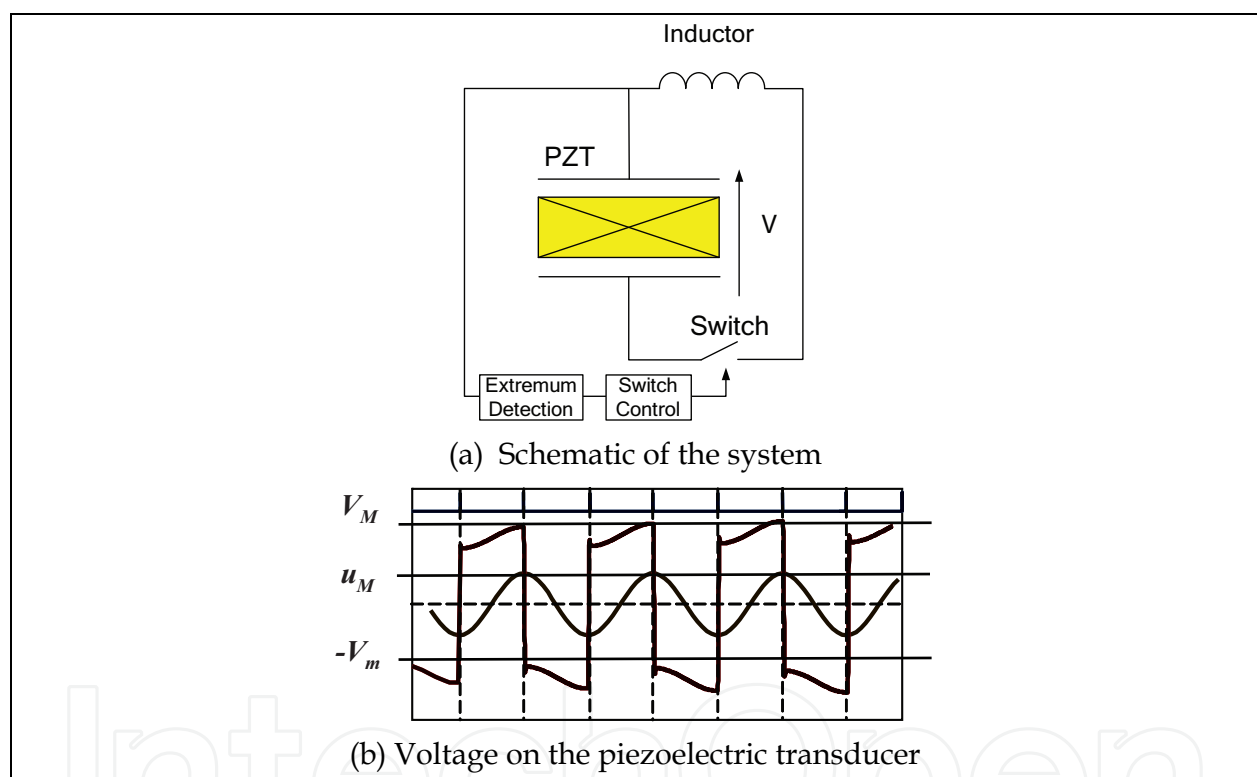 Inductor
PZT
V
Switch
Extremum
Detection
Switch
Control
(a) Schematic of the system
V_M
u_M
-V_m
(b) Voltage on the piezoelectric transducer
IntechOpen